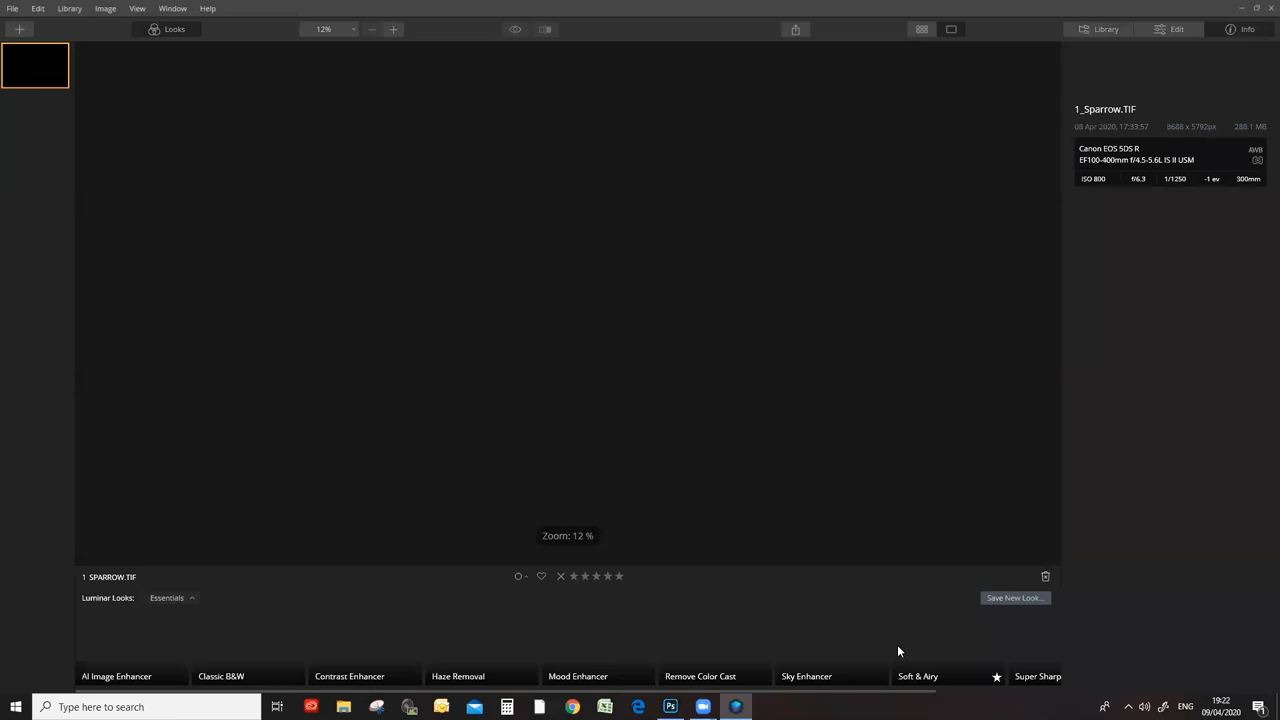 File Edit Library Image View Window Help
Looks 12% Library Edit Info
1_Sparrow.TIF
08 Apr 2020, 17:33:57 8688 x 5792px 288.1 MB
Canon EOS 5DS R AWB
EF100-400mm f/4.5-5.6L IS II USM
ISO 800 f/6.3 1/1250 -1 ev 300mm
Zoom: 12 %
1_SPARROW.TIF
Luminar Looks: Essentials Save New Look...
AI Image Enhancer Classic B&W Contrast Enhancer Haze Removal Mood Enhancer Remove Color Cast Sky Enhancer Soft & Airy Super Sharp
Type here to search ENG 19:22
09/04/2020